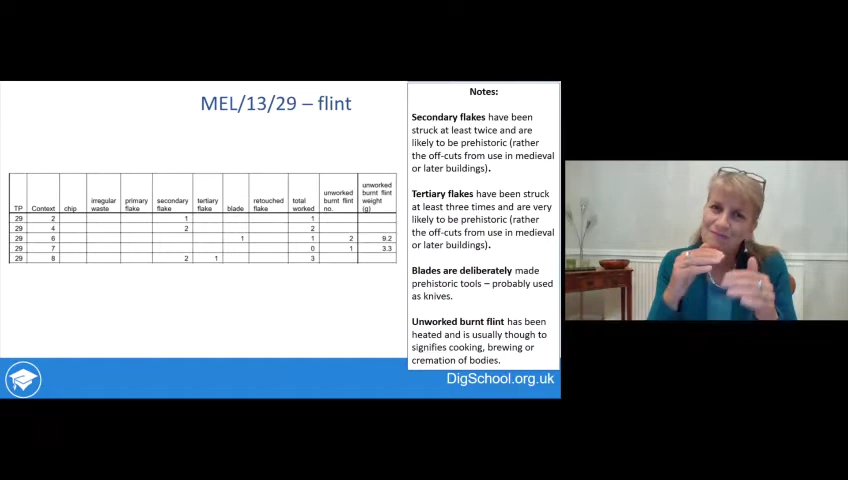 MEL/13/29 – flint
TP Context chip irregular waste primary flake secondary flake tertiary flake blade retouched flake total worked unworked burnt flint no. unworked burnt flint weight (g)
29 2 1 1
29 4 2 2
29 6 1 1 2 9.2
29 7 0 1 3.3
29 8 2 1 3
Notes:
Secondary flakes have been
struck at least twice and are
likely to be prehistoric (rather
the off-cuts from use in medieval
or later buildings).
Tertiary flakes have been struck
at least three times and are very
likely to be prehistoric (rather
the off-cuts from use in medieval
or later buildings).
Blades are deliberately made
prehistoric tools – probably used
as knives.
Unworked burnt flint has been
heated and is usually though to
signifies cooking, brewing or
cremation of bodies.
DigSchool.org.uk